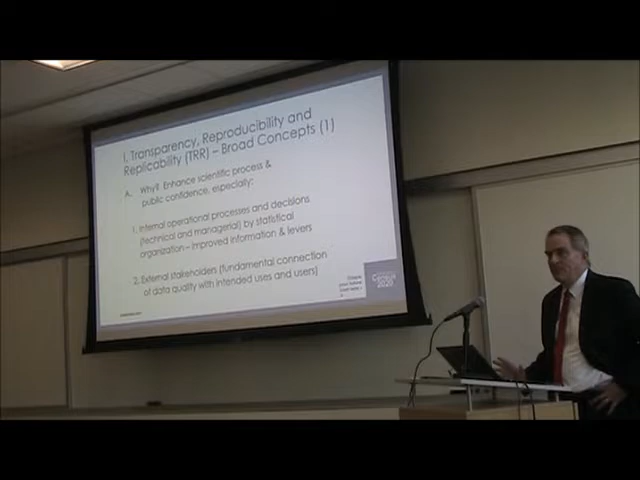 I. Transparency, Reproducibility and
Replicability (TRR) – Broad Concepts (1)
A. Why? Enhance scientific process &
public confidence, especially:
1. Internal operational processes and decisions
(technical and managerial) by statistical
organization – improved information & levers
2. External stakeholders (fundamental connection
of data quality with intended uses and users)
Census
2020